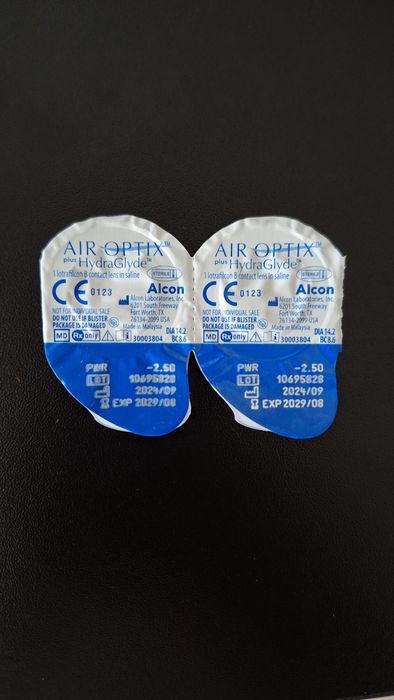 AIR OPTIX™
plus HydraGlyde™
1 lotrafilcon B contact lens in saline
STERILE
CE 0123
Alcon
Alcon Laboratories, Inc.
6201 South Freeway
Fort Worth, TX
76134-2099 USA
Made in Malaysia
NOT FOR INDIVIDUAL SALE
DO NOT USE IF BLISTER
PACKAGE IS DAMAGED
DIA 14.2
BC 8.6
MD Rx only 30003804
PWR -2.50
LOT 10695828
2024/09
EXP 2029/08
AIR OPTIX™
plus HydraGlyde™
1 lotrafilcon B contact lens in saline
STERILE
CE 0123
Alcon
Alcon Laboratories, Inc.
6201 South Freeway
Fort Worth, TX
76134-2099 USA
Made in Malaysia
NOT FOR INDIVIDUAL SALE
DO NOT USE IF BLISTER
PACKAGE IS DAMAGED
DIA 14.2
BC 8.6
MD Rx only 30003804
PWR -2.50
LOT 10695828
2024/09
EXP 2029/08